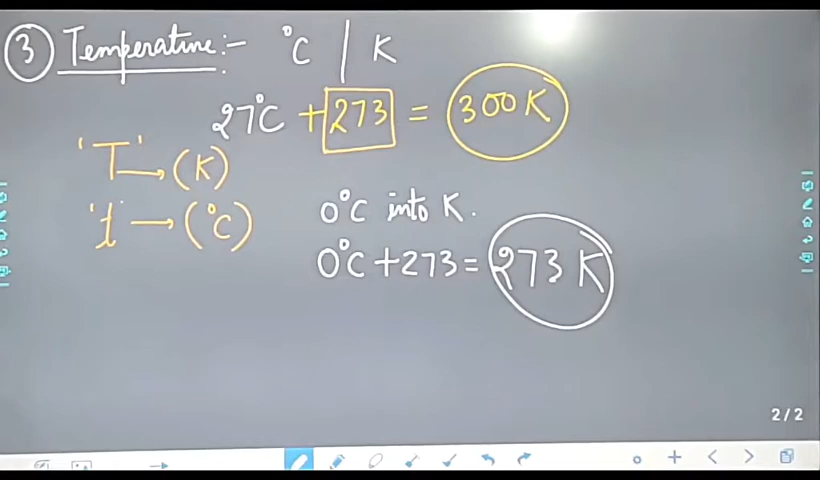 3 Temperature:- °C | K
27°C + 273 = 300 K
'T' → (K)
't' → (°C)
0°C into K.
0°C + 273 = 273 K
2/2